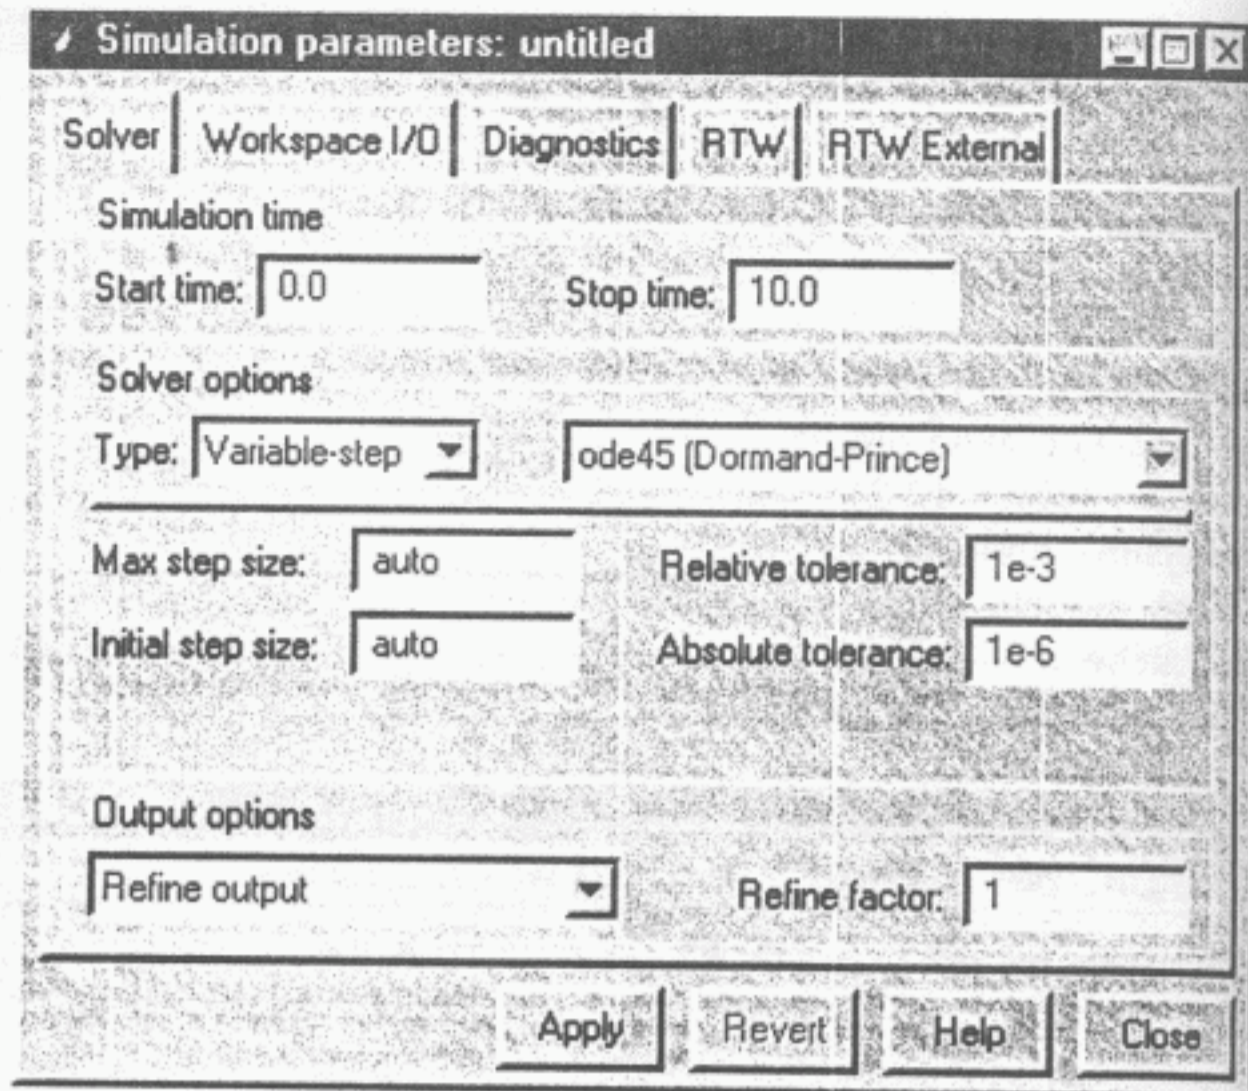 Simulation parameters: untitled
Solver Workspace I/O Diagnostics RTW RTW External
Simulation time
Start time: 0.0 Stop time: 10.0
Solver options
Type: Variable-step ode45 (Dormand-Prince)
Max step size: auto Relative tolerance: 1e-3
Initial step size: auto Absolute tolerance: 1e-6
Output options
Refine output Refine factor: 1
Apply Revert Help Close